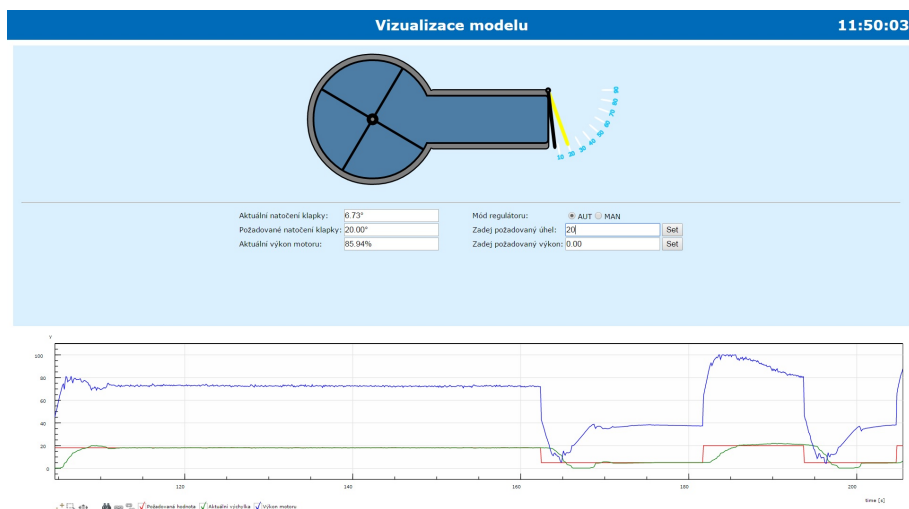 Vizualizace modelu 11:50:03
90
80
70
60
50
40
30
20
10
Aktuální natočení klapky: 6.73° Mód regulátoru: AUT MAN
Požadované natočení klapky: 20.00° Zadej požadovaný úhel: 20 Set
Aktuální výkon motoru: 85.94% Zadej požadovaný výkon: 0.00 Set
Y
100
80
60
40
20
0
120 140 160 180 200
time [s]
Požadovaná hodnota Aktuální výchylka Výkon motoru